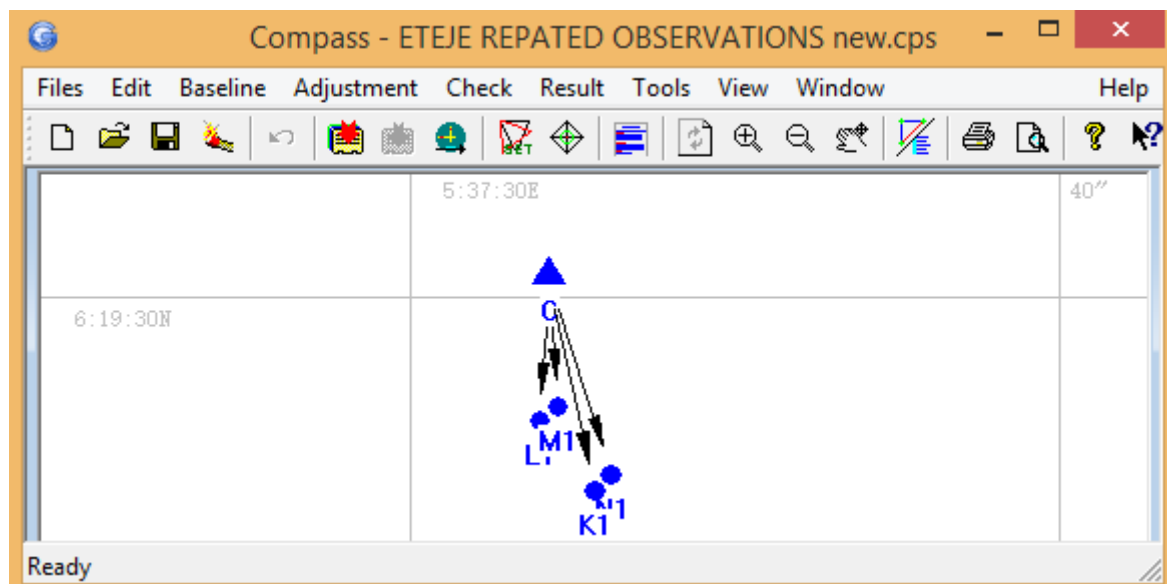 Compass - ETEJE REPATED OBSERVATIONS new.cps
Files Edit Baseline Adjustment Check Result Tools View Window Help
5:37:30E 40″
6:19:30N
M1
K1
Ready